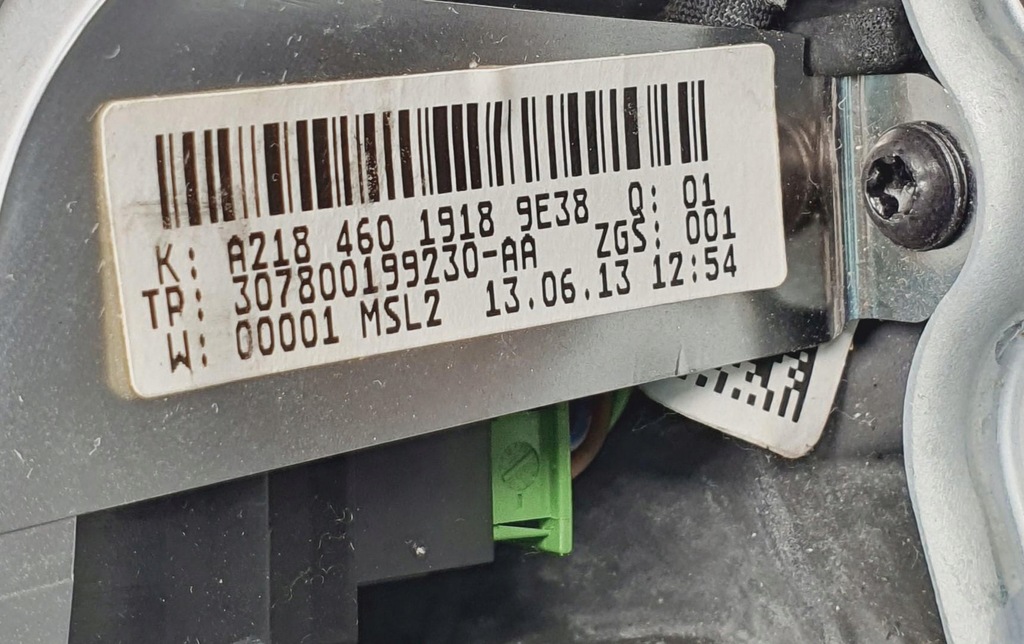 K: A218 460 1918 9E38 Q: 01
TP: 307800199230-AA ZGS: 001
W: 00001 MSL2 13.06.13 12:54